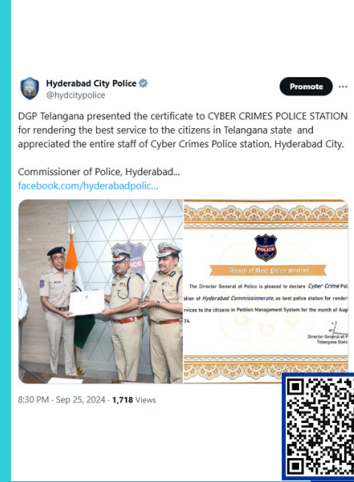 Hyderabad City Police
@hydcitypolice
Promote
DGP Telangana presented the certificate to CYBER CRIMES POLICE STATION
for rendering the best service to the citizens in Telangana state and
appreciated the entire staff of Cyber Crimes Police station, Hyderabad City.
Commissioner of Police, Hyderabad...
facebook.com/hyderabadpolic...
POLICE
Award of Best Police Station
The Director General of Police is pleased to declare Cyber Crime Pol
ation of Hyderabad Commissionerate, as best police station for render
rvices to the citizens in Petition Management System for the month of Aug
24.
Director General of P
Telangana State
8:30 PM · Sep 25, 2024 · 1,718 Views